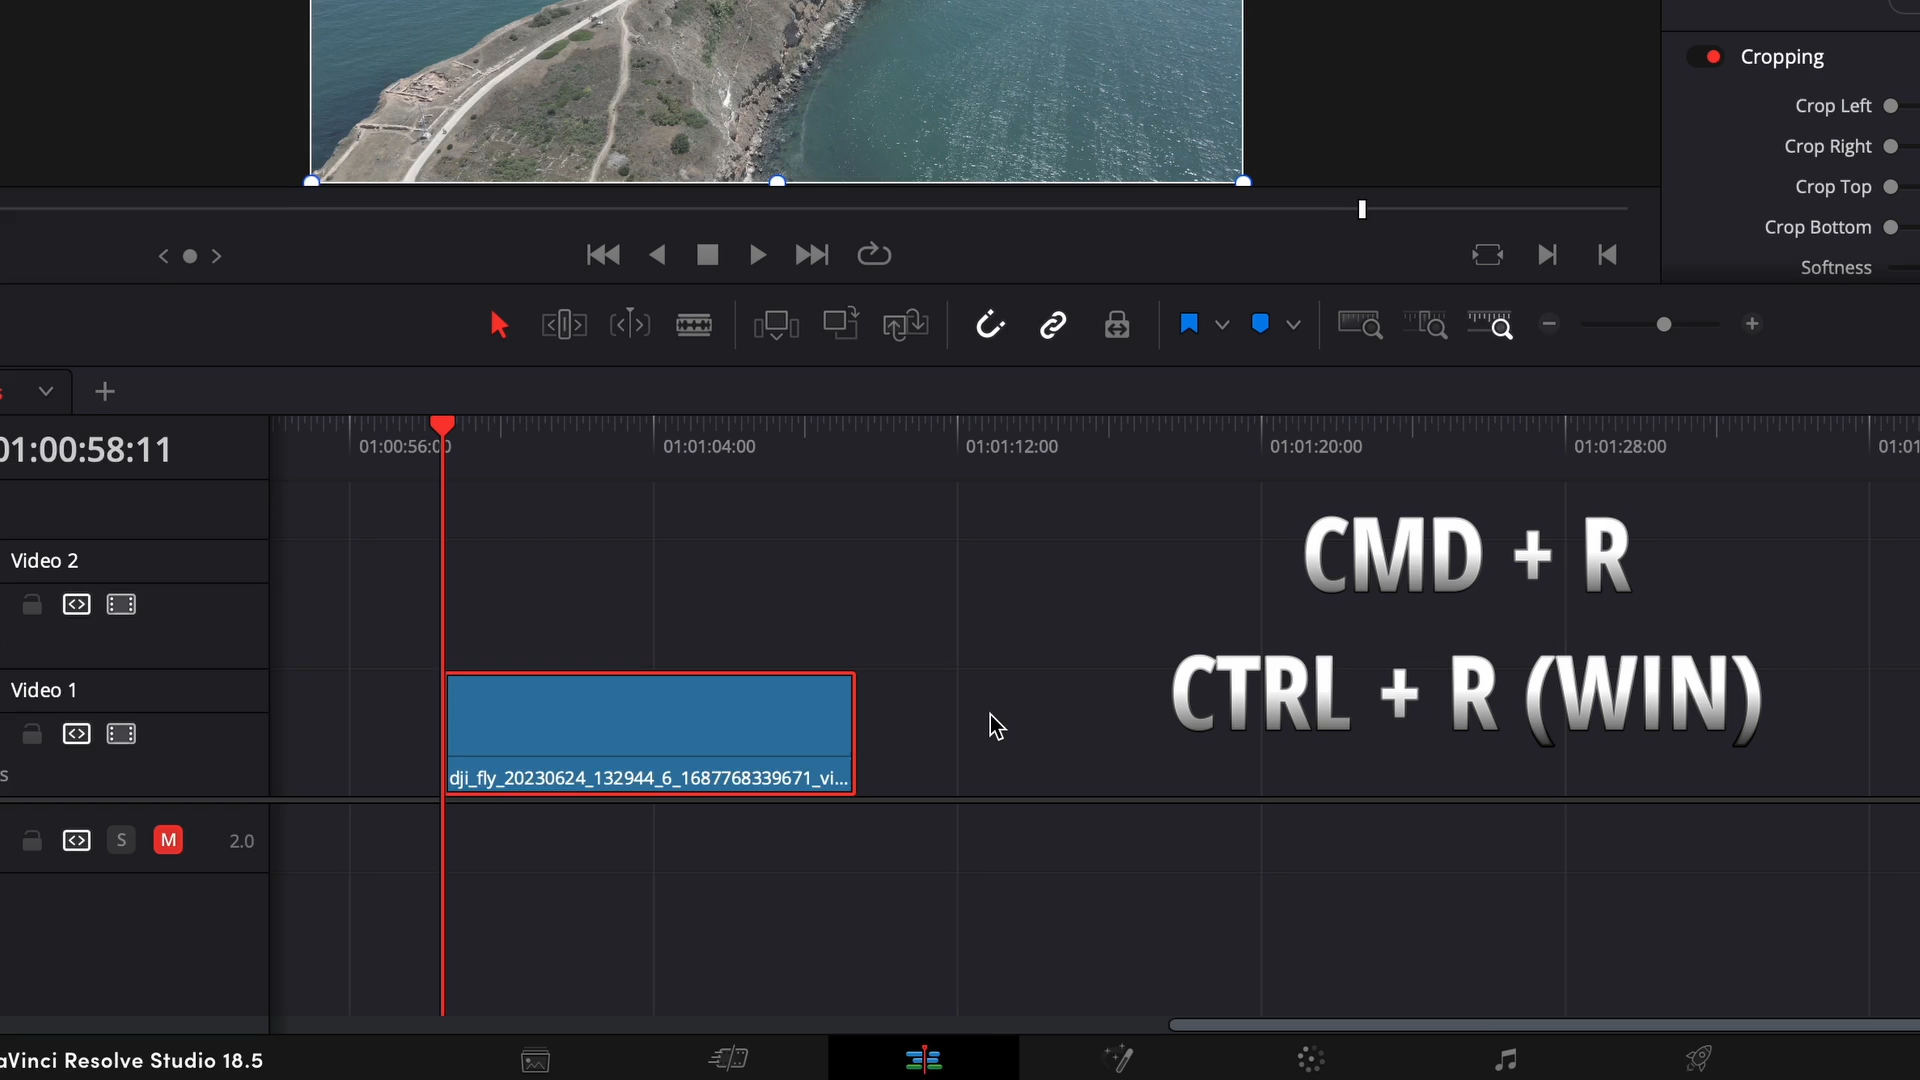 Cropping
Crop Left
Crop Right
Crop Top
Crop Bottom
Softness
01:00:58:11
01:00:56:00
01:01:04:00
01:01:12:00
01:01:20:00
01:01:28:00
01:01
CMD + R
CTRL + R (WIN)
Video 2
Video 1
dji_fly_20230624_132944_6_1687768339671_vi...
s
S
M
2.0
aVinci Resolve Studio 18.5